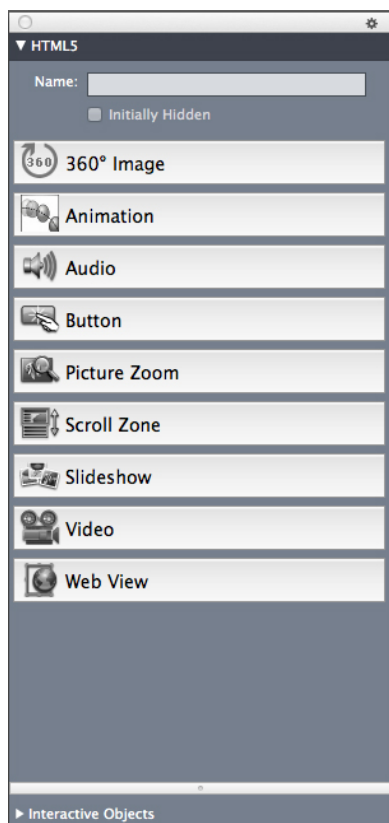 HTML5
Name:
Initially Hidden
360
360° Image
Animation
Audio
Button
Picture Zoom
Scroll Zone
Slideshow
Video
Web View
Interactive Objects